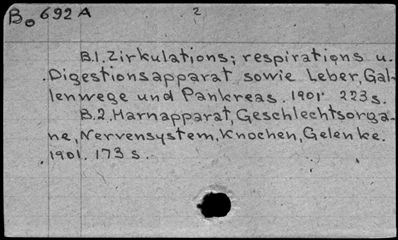 Bo 692 A 2
B.1. Zirkulations; respirations u.
Digestionsapparat sowie Leber, Gal-
lenwege und Pankreas. 1901. 223 s.
B.2. Harnapparat, Geschlechtsorga-
ne, Nervensystem, Knochen, Gelenke.
1901. 173 s.